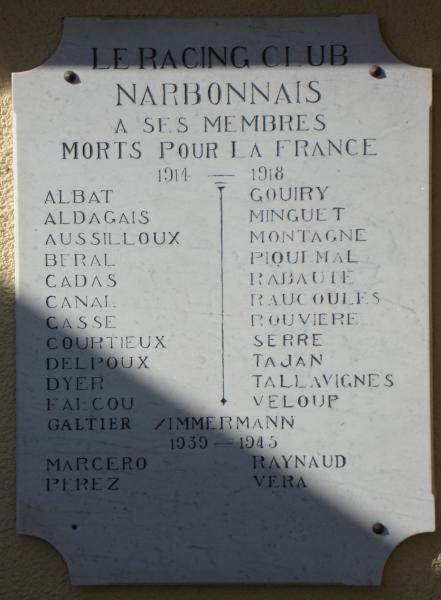 LE RACING CLUB
NARBONNAIS
A SES MEMBRES
MORTS POUR LA FRANCE
1914 — 1918
ALBAT GOUIRY
ALDAGAIS MINGUET
AUSSILLOUX MONTAGNE
BERAL PIQUEMAL
CADAS RABAUTE
CANAL RAUCOULES
CASSE ROUVIERE
COURTIEUX SERRE
DELPOUX TAJAN
DYER TALLAVIGNES
FALCOU VELOUP
GALTIER ZIMMERMANN
1939 — 1945
MARCERO RAYNAUD
PEREZ VERA